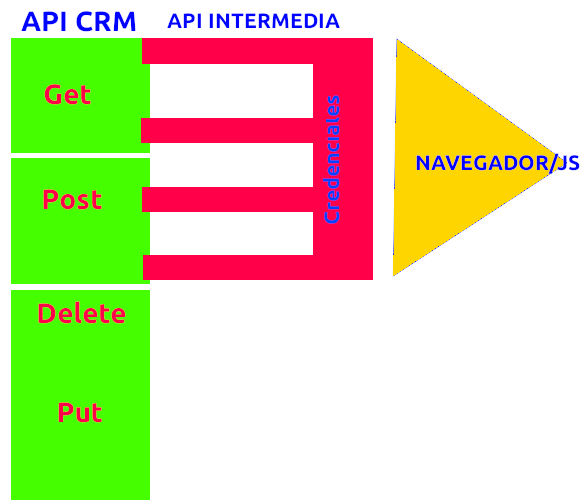 API CRM
API INTERMEDIA
Get
Post
Delete
Put
Credenciales
NAVEGADOR/JS